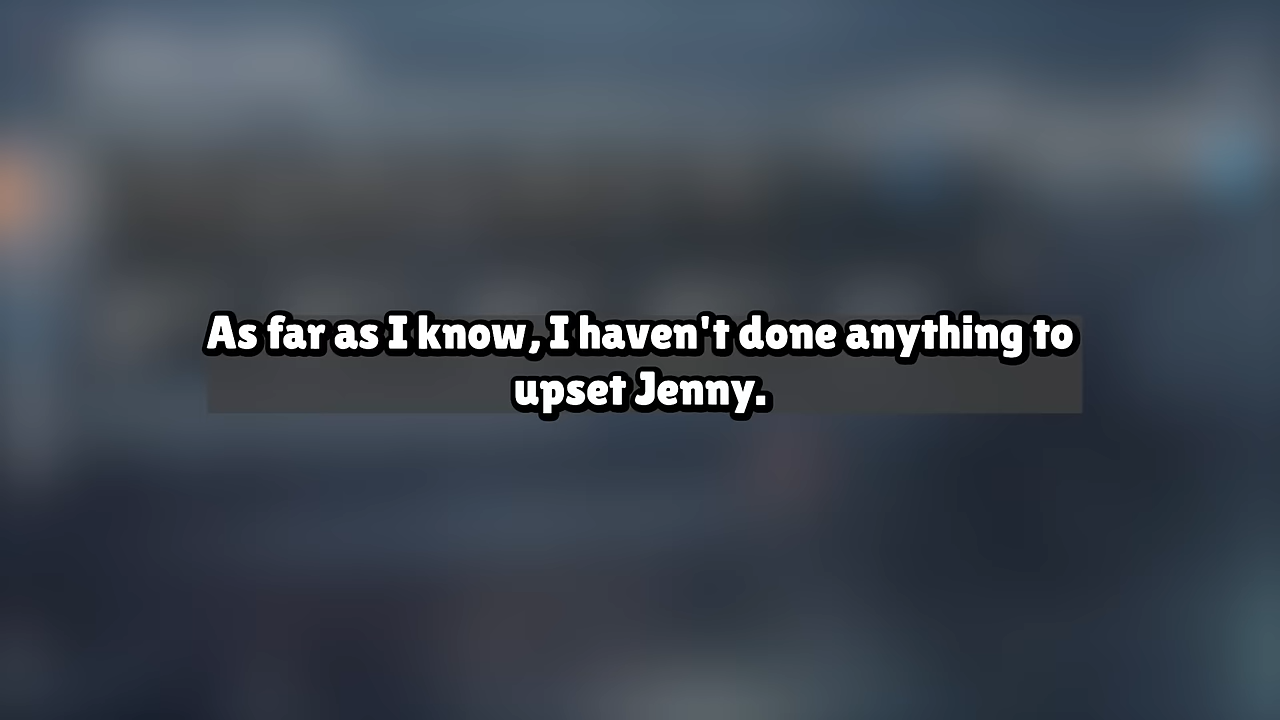 As far as I know, I haven't done anything to
upset Jenny.